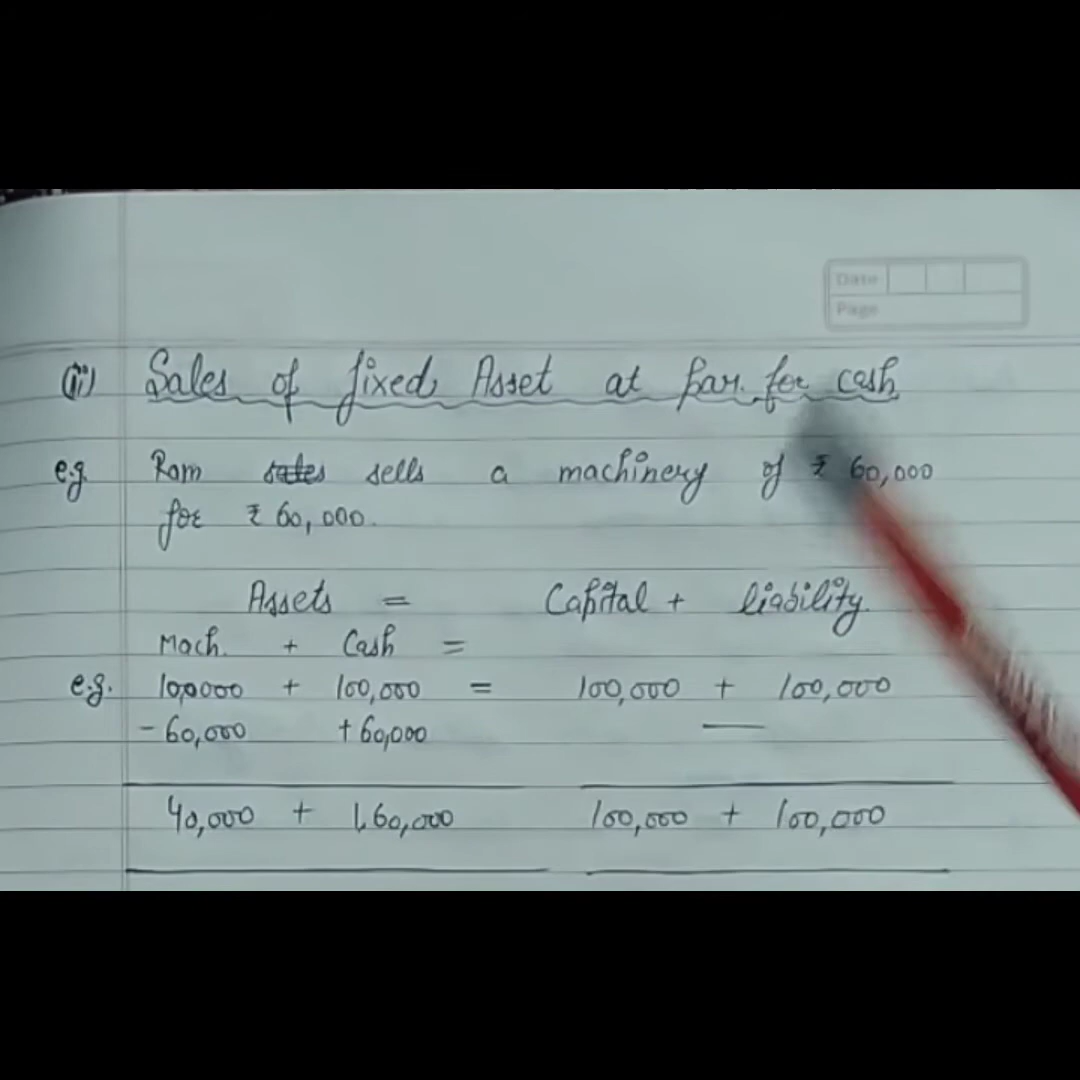 Date
Page
(ii) Sales of fixed Asset at par for cash
e.g. Ram sales sells a machinery of ₹ 60,000
for ₹ 60,000.
Assets = Capital + liability.
Mach. + Cash =
e.g. 100000 + 100,000 = 100,000 + 100,000
- 60,000 + 60,000 —
40,000 + 1,60,000 100,000 + 100,000